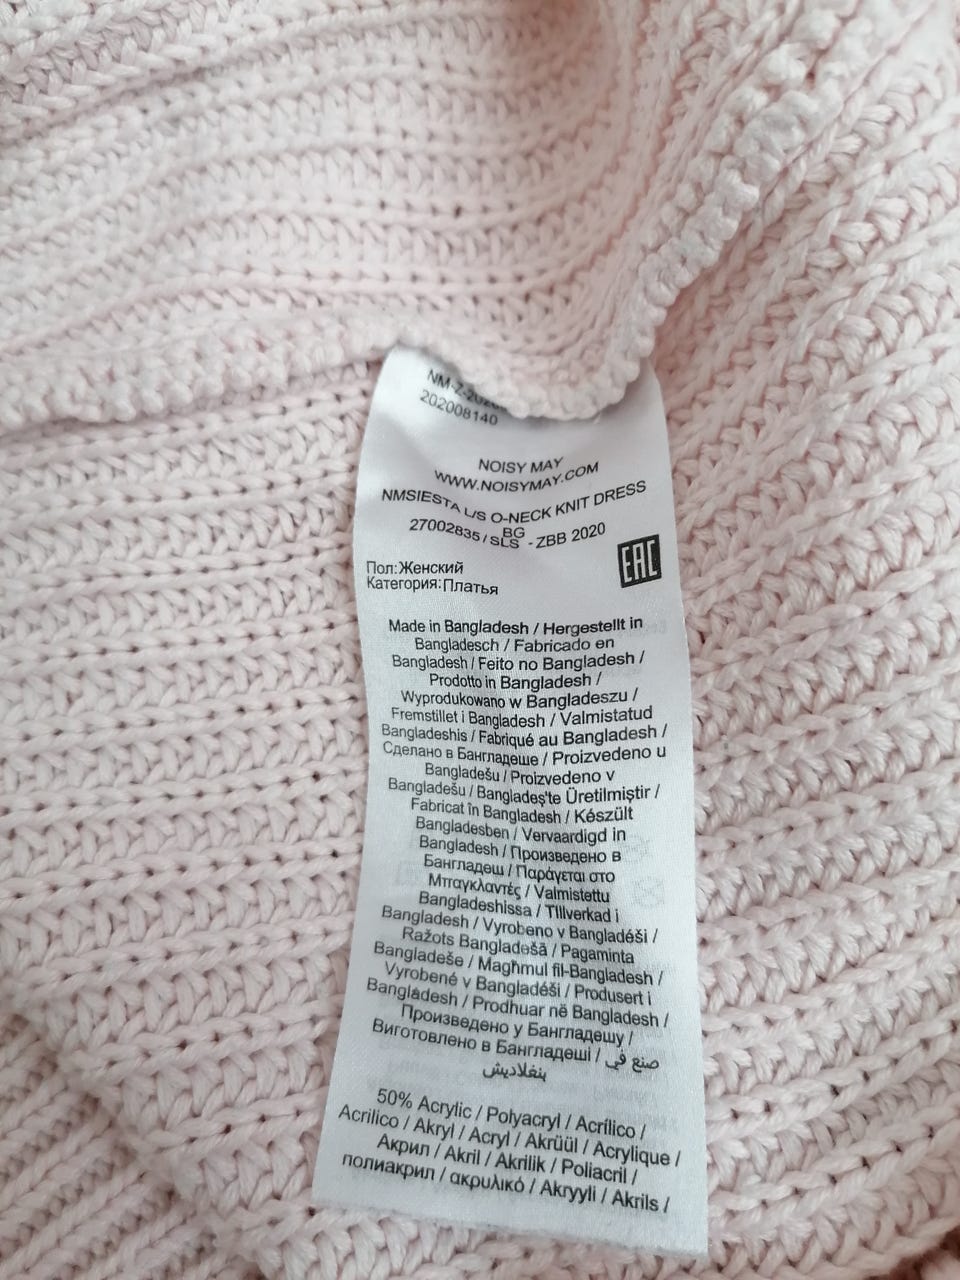 202008140
NOISY MAY
WWW.NOISYMAY.COM
NMSIESTA L/S O-NECK KNIT DRESS
BG
27002835 / SLS - ZBB 2020
EAC
Пол:Женский
Категория:Платья
Made in Bangladesh / Hergestellt in
Bangladesch / Fabricado en
Bangladesh / Feito no Bangladesh /
Prodotto in Bangladesh /
Wyprodukowano w Bangladeszu /
Fremstillet i Bangladesh / Valmistatud
Bangladeshis / Fabriqué au Bangladesh /
Сделано в Бангладеше / Proizvedeno u
Bangladešu / Proizvedeno v
Bangladešu / Bangladeş'te Üretilmiştir /
Fabricat în Bangladesh / Készült
Bangladesben / Vervaardigd in
Bangladesh / Произведено в
Бангладеш / Παράγεται στο
Μπαγκλαντές / Valmistettu
Bangladeshissa / Tillverkad i
Bangladesh / Vyrobeno v Bangladéši /
Ražots Bangladešā / Pagaminta
Bangladeše / Magħmul fil-Bangladesh /
Vyrobené v Bangladéši / Produsert i
Bangladesh / Prodhuar në Bangladesh /
Произведено у Бангладешу /
Виготовлено в Бангладеші / صنع في
بنغلاديش
50% Acrylic / Polyacryl / Acrílico /
Acrilico / Akryl / Acryl / Akrüül / Acrylique /
Акрил / Akril / Akrilik / Poliacril /
полиакрил / ακρυλικό / Akryyli / Akrils /